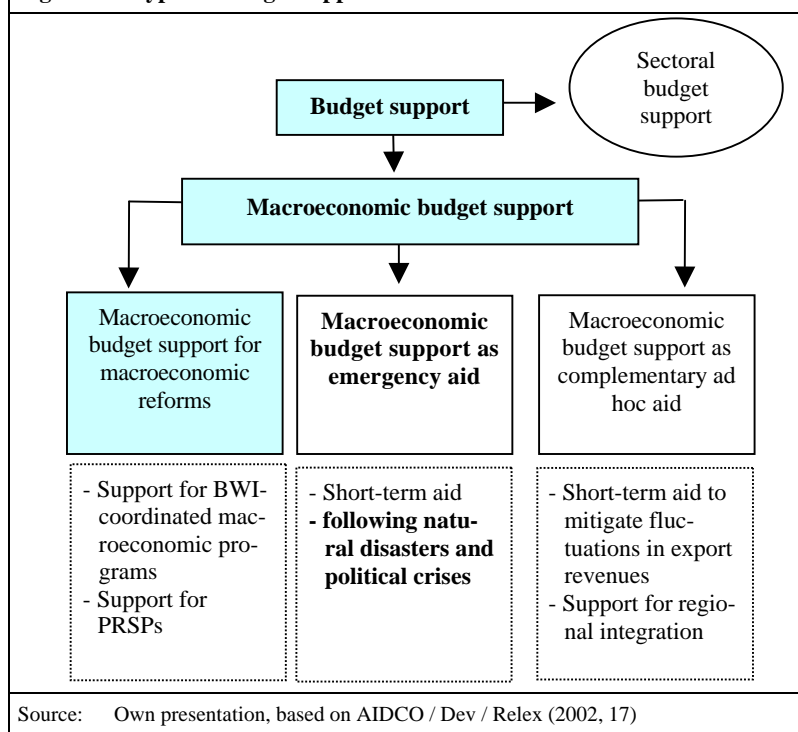 Sectoral
budget
support
Budget support
Macroeconomic budget support
Macroeconomic
budget support for
macroeconomic
reforms
Macroeconomic
budget support as
emergency aid
Macroeconomic
budget support as
complementary ad
hoc aid
- Support for BWI-
coordinated mac-
roeconomic pro-
grams
- Support for
PRSPs
- Short-term aid
- following natu-
ral disasters and
political crises
- Short-term aid to
mitigate fluc-
tuations in export
revenues
- Support for regio-
nal integration
Source: Own presentation, based on AIDCO / Dev / Relex (2002, 17)